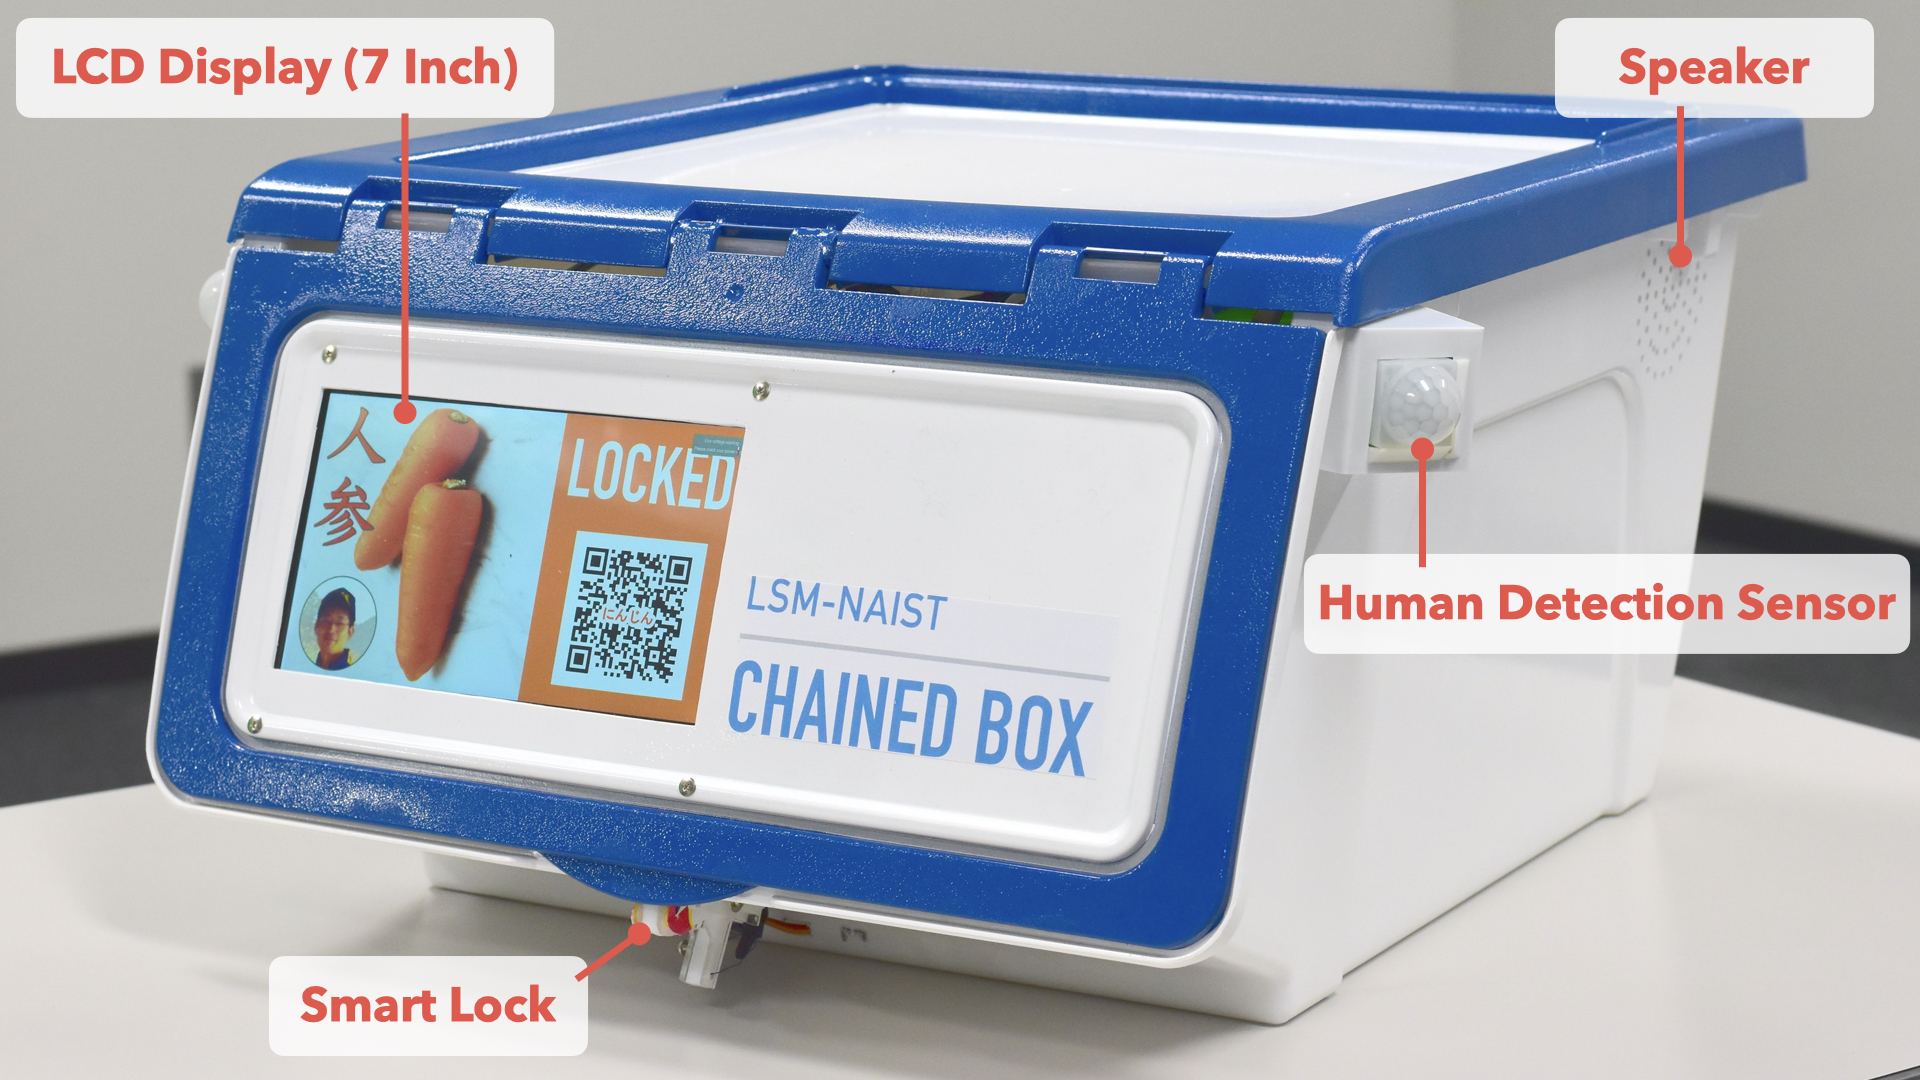 LCD Display (7 Inch)
Speaker
人
参
LOCKED
にんじん
LSM-NAIST
CHAINED BOX
Human Detection Sensor
Smart Lock